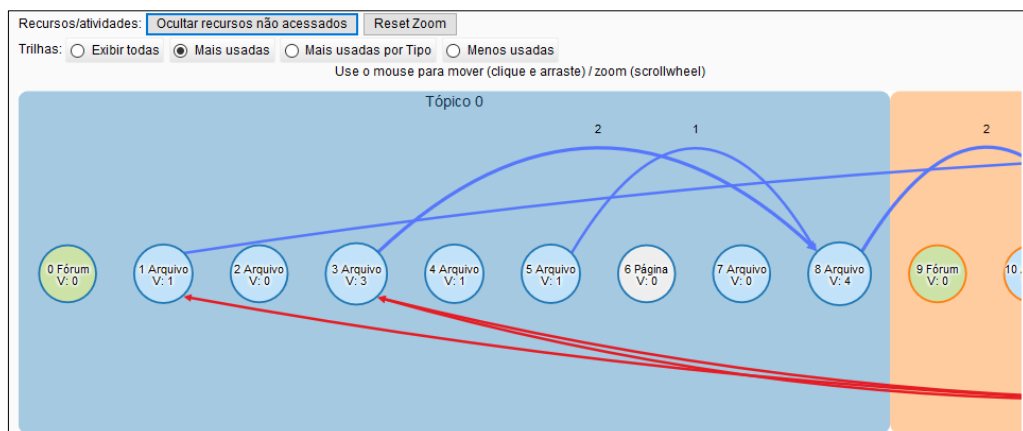 Recursos/atividades: Ocultar recursos não acessados Reset Zoom
Trilhas: Exibir todas Mais usadas Mais usadas por Tipo Menos usadas
Use o mouse para mover (clique e arraste) / zoom (scrollwheel)
Tópico 0
2 1 2
0 Fórum
V: 0
1 Arquivo
V: 1
2 Arquivo
V: 0
3 Arquivo
V: 3
4 Arquivo
V: 1
5 Arquivo
V: 1
6 Página
V: 0
7 Arquivo
V: 0
8 Arquivo
V: 4
9 Fórum
V: 0
10